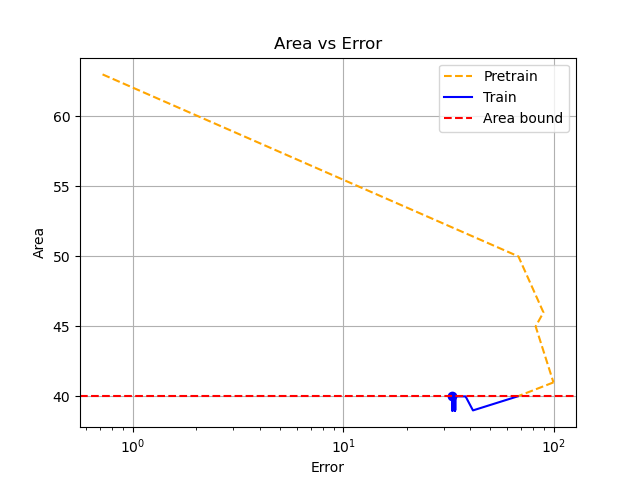 Area vs Error
Pretrain
Train
Area bound
Area
60
55
50
45
40
10⁰
10¹
10²
Error